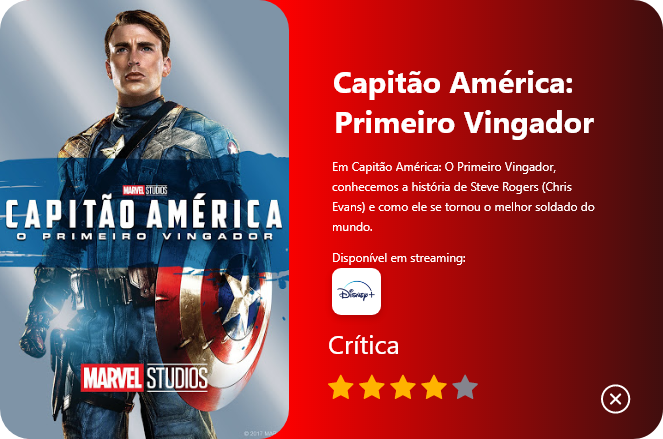 MARVEL STUDIOS
CAPITÃO AMÉRICA
O PRIMEIRO VINGADOR
MARVEL STUDIOS
Capitão América:
Primeiro Vingador
Em Capitão América: O Primeiro Vingador,
conhecemos a história de Steve Rogers (Chris
Evans) e como ele se tornou o melhor soldado do
mundo.
Disponível em streaming:
Disney+
Crítica